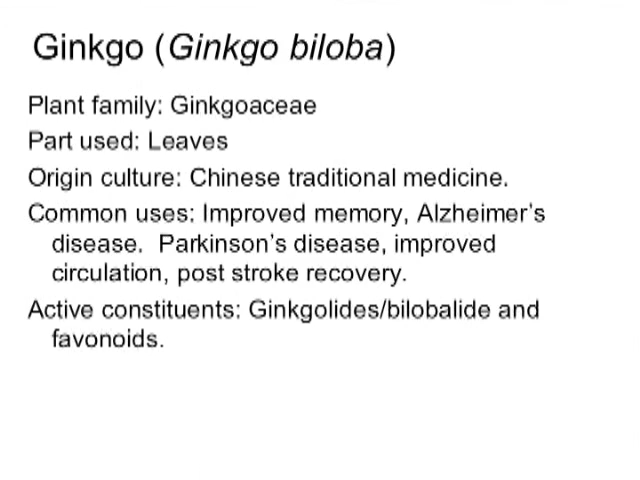 Ginkgo (Ginkgo biloba)
Plant family: Ginkgoaceae
Part used: Leaves
Origin culture: Chinese traditional medicine.
Common uses: Improved memory, Alzheimer's
disease.  Parkinson's disease, improved
circulation, post stroke recovery.
Active constituents: Ginkgolides/bilobalide and
favonoids.